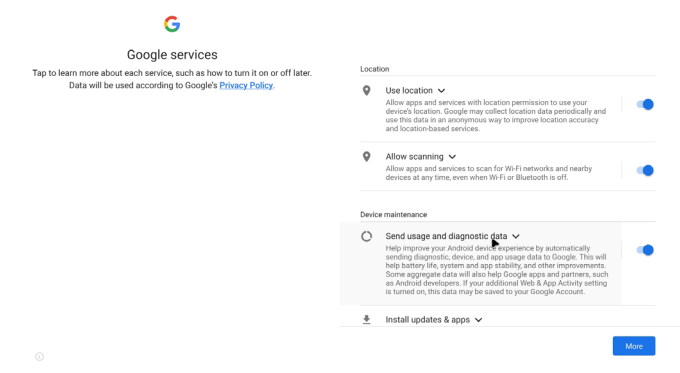 Google services
Tap to learn more about each service, such as how to turn it on or off later.
Data will be used according to Google's Privacy Policy.
Location
Use location
Allow apps and services with location permission to use your
device's location. Google may collect location data periodically and
use this data in an anonymous way to improve location accuracy
and location-based services.
Allow scanning
Allow apps and services to scan for Wi-Fi networks and nearby
devices at any time, even when Wi-Fi or Bluetooth is off.
Device maintenance
Send usage and diagnostic data
Help improve your Android device experience by automatically
sending diagnostic, device, and app usage data to Google. This will
help battery life, system and app stability, and other improvements.
Some aggregate data will also help Google apps and partners, such
as Android developers. If your additional Web & App Activity setting
is turned on, this data may be saved to your Google Account.
Install updates & apps
More